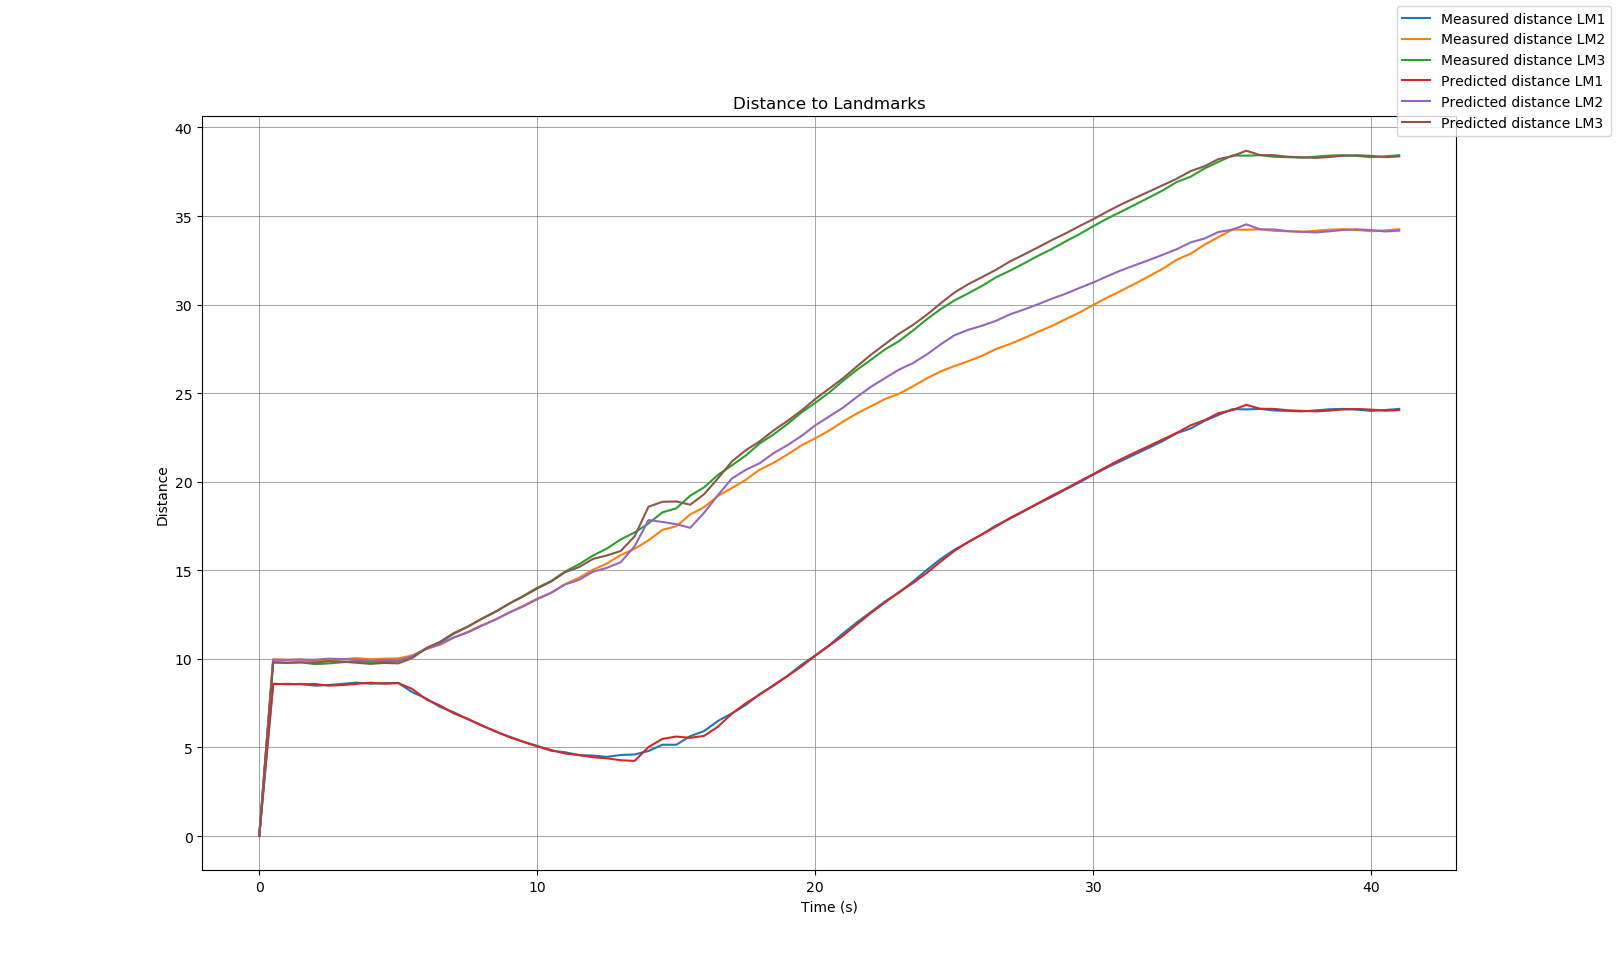 Measured distance LM1
Measured distance LM2
Measured distance LM3
Predicted distance LM1
Predicted distance LM2
Predicted distance LM3
Distance to Landmarks
40
35
30
25
20
15
10
5
0
Distance
0 10 20 30 40
Time (s)